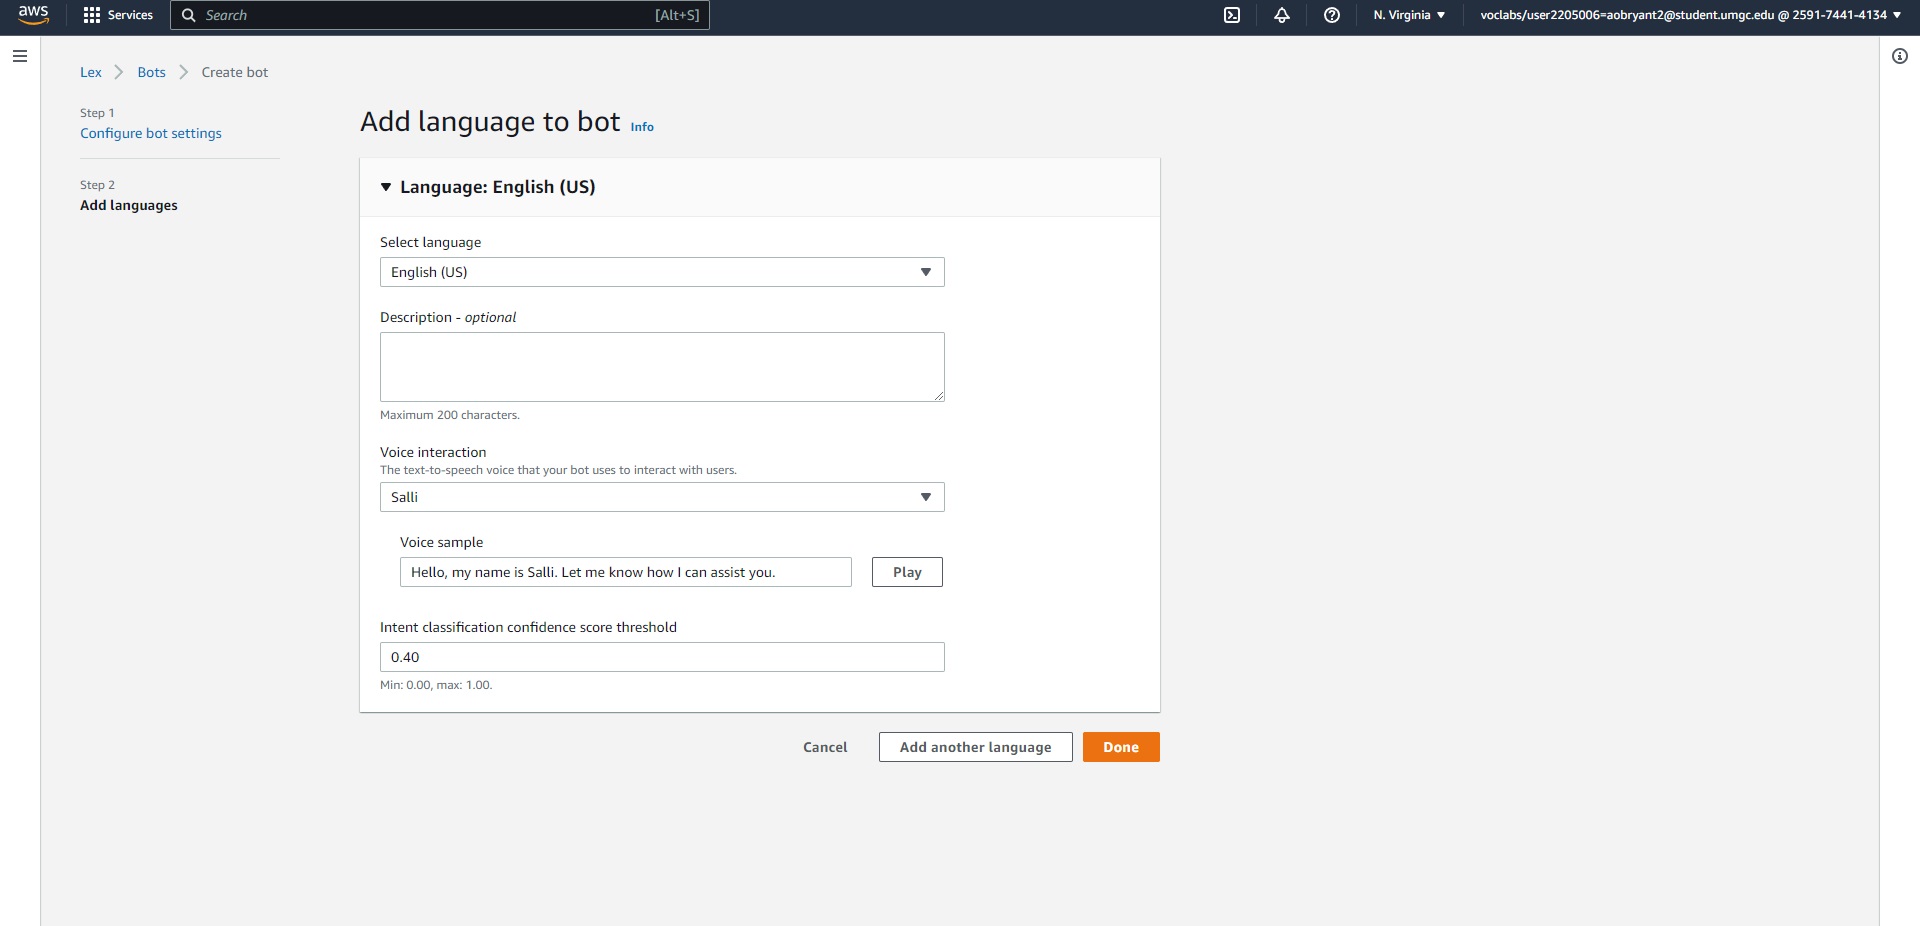 aws
Services
Search [Alt+S]
N. Virginia
voclabs/user2205006=aobryant2@student.umgc.edu @ 2591-7441-4134
Lex Bots Create bot
Step 1
Configure bot settings
Step 2
Add languages
Add language to bot Info
Language: English (US)
Select language
English (US)
Description - optional
Maximum 200 characters.
Voice interaction
The text-to-speech voice that your bot uses to interact with users.
Salli
Voice sample
Hello, my name is Salli. Let me know how I can assist you.
Play
Intent classification confidence score threshold
0.40
Min: 0.00, max: 1.00.
Cancel
Add another language
Done